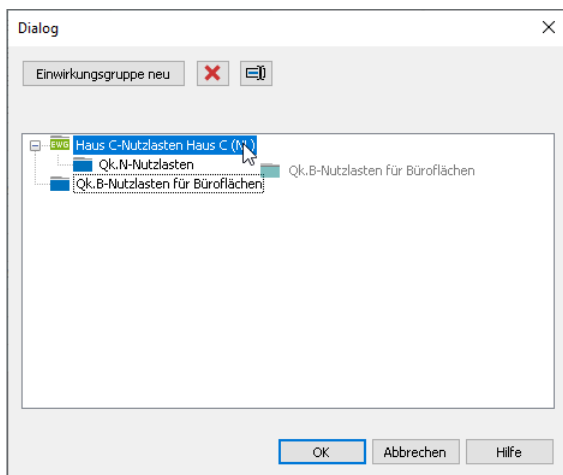 Dialog
Einwirkungsgruppe neu
EWG Haus C-Nutzlasten Haus C (NL)
Qk.N-Nutzlasten
Qk.B-Nutzlasten für Büroflächen
Qk.B-Nutzlasten für Büroflächen
OK Abbrechen Hilfe